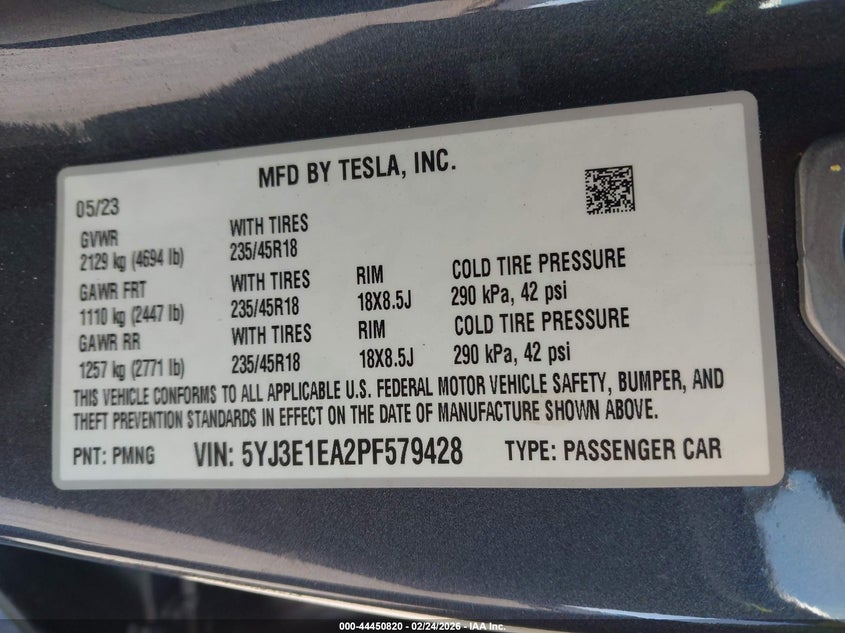 MFD BY TESLA, INC.
05/23
GVWR
2129 kg (4694 lb)
WITH TIRES
235/45R18
GAWR FRT
1110 kg (2447 lb)
WITH TIRES
235/45R18
RIM
18X8.5J
COLD TIRE PRESSURE
290 kPa, 42 psi
GAWR RR
1257 kg (2771 lb)
WITH TIRES
235/45R18
RIM
18X8.5J
COLD TIRE PRESSURE
290 kPa, 42 psi
THIS VEHICLE CONFORMS TO ALL APPLICABLE U.S. FEDERAL MOTOR VEHICLE SAFETY, BUMPER, AND
THEFT PREVENTION STANDARDS IN EFFECT ON THE DATE OF MANUFACTURE SHOWN ABOVE.
PNT: PMNG VIN: 5YJ3E1EA2PF579428 TYPE: PASSENGER CAR
000-44450820 - 02/24/2026 - IAA Inc.